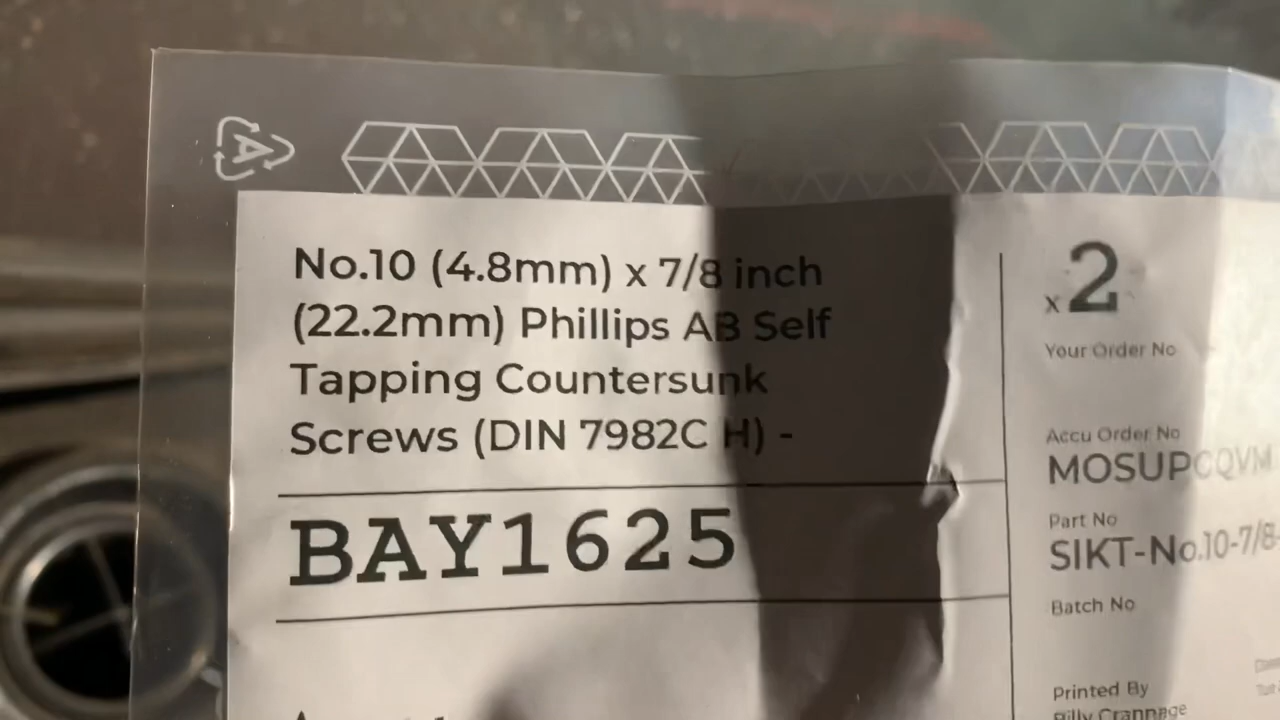 No.10 (4.8mm) x 7/8 inch
(22.2mm) Phillips AB Self
Tapping Countersunk
Screws (DIN 7982C H) -
BAY1625
x 2
Your Order No
Accu Order No
MOSUPCQVM
Part No
SIKT-No.10-7/8-
Batch No
Printed By
Billy Crannage